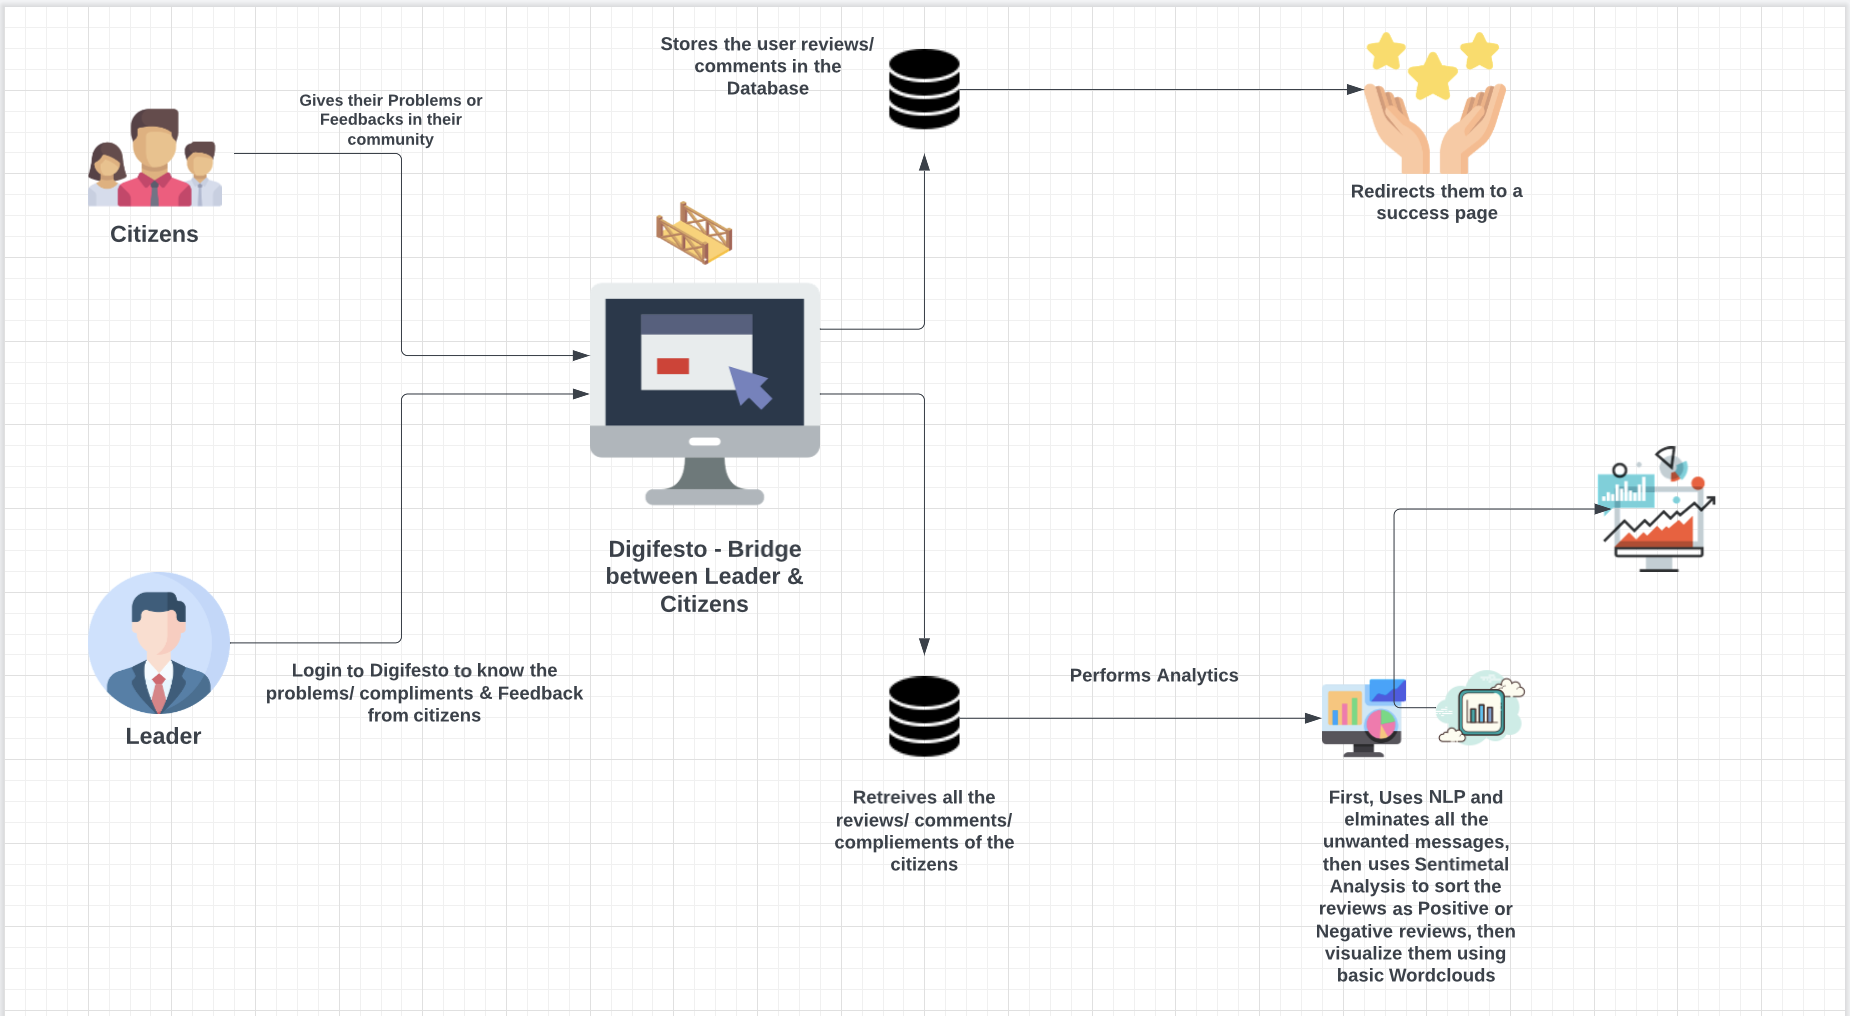 Stores the user reviews/
comments in the
Database
Gives their Problems or
Feedbacks in their
community
Citizens
Redirects them to a
success page
Digifesto - Bridge
between Leader &
Citizens
Login to Digifesto to know the
problems/ compliments & Feedback
from citizens
Leader
Performs Analytics
Retreives all the
reviews/ comments/
compliements of the
citizens
First, Uses NLP and
elminates all the
unwanted messages,
then uses Sentimetal
Analysis to sort the
reviews as Positive or
Negative reviews, then
visualize them using
basic Wordclouds